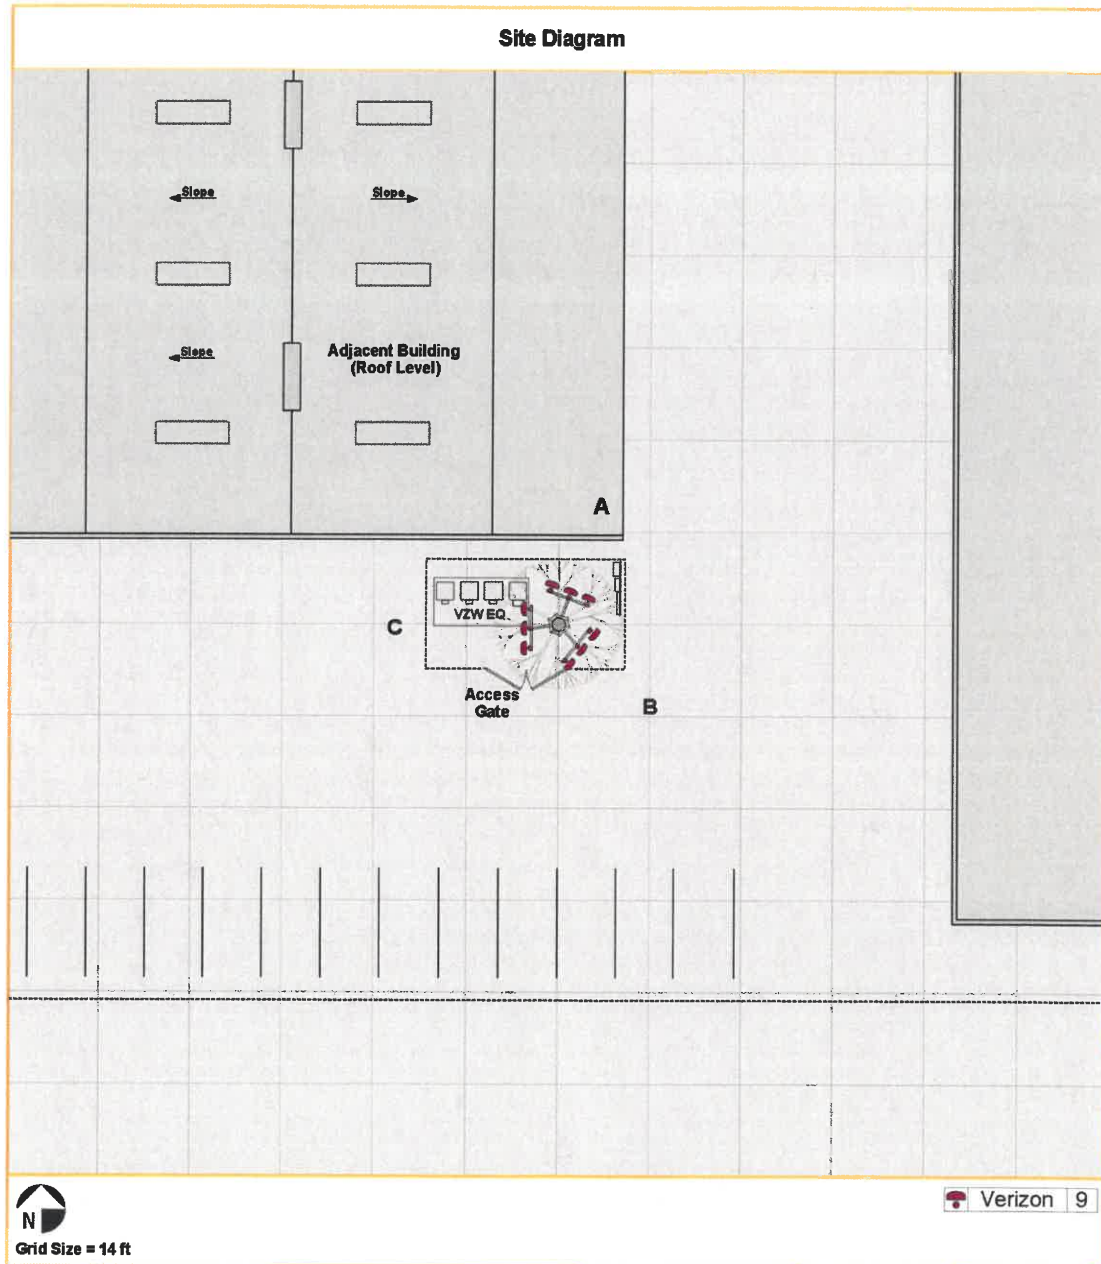 Site Diagram
Slope
Slope
Slope
Adjacent Building
(Roof Level)
A
VZW EQ
C
Access
Gate
B
N
Grid Size = 14 ft
Verizon 9